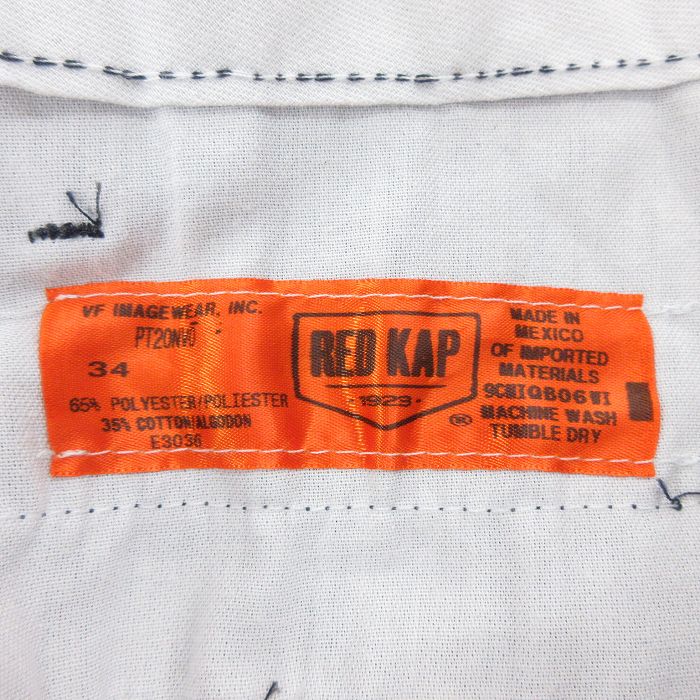 VF IMAGEWEAR, INC.
PT20NV0
34
65% POLYESTER/POLIESTER
35% COTTON/ALGODON
E3036
RED KAP
·1923·
®
MADE IN
MEXICO
OF IMPORTED
MATERIALS
9CMIQB06WI
MACHINE WASH
TUMBLE DRY